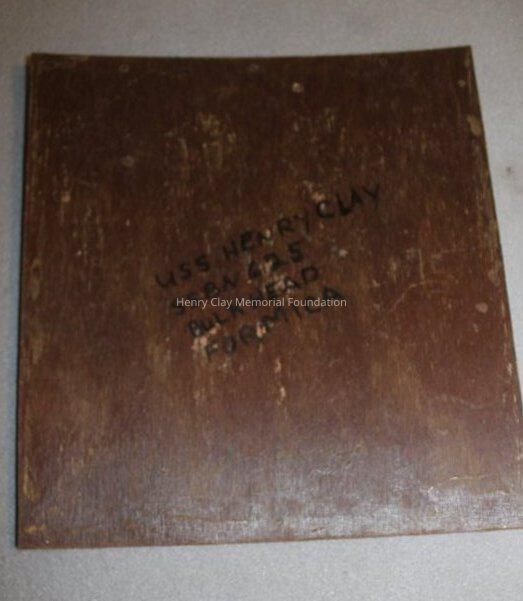 USS HENRY CLAY
SSBN 625
BULKHEAD
FORMICA
Henry Clay Memorial Foundation